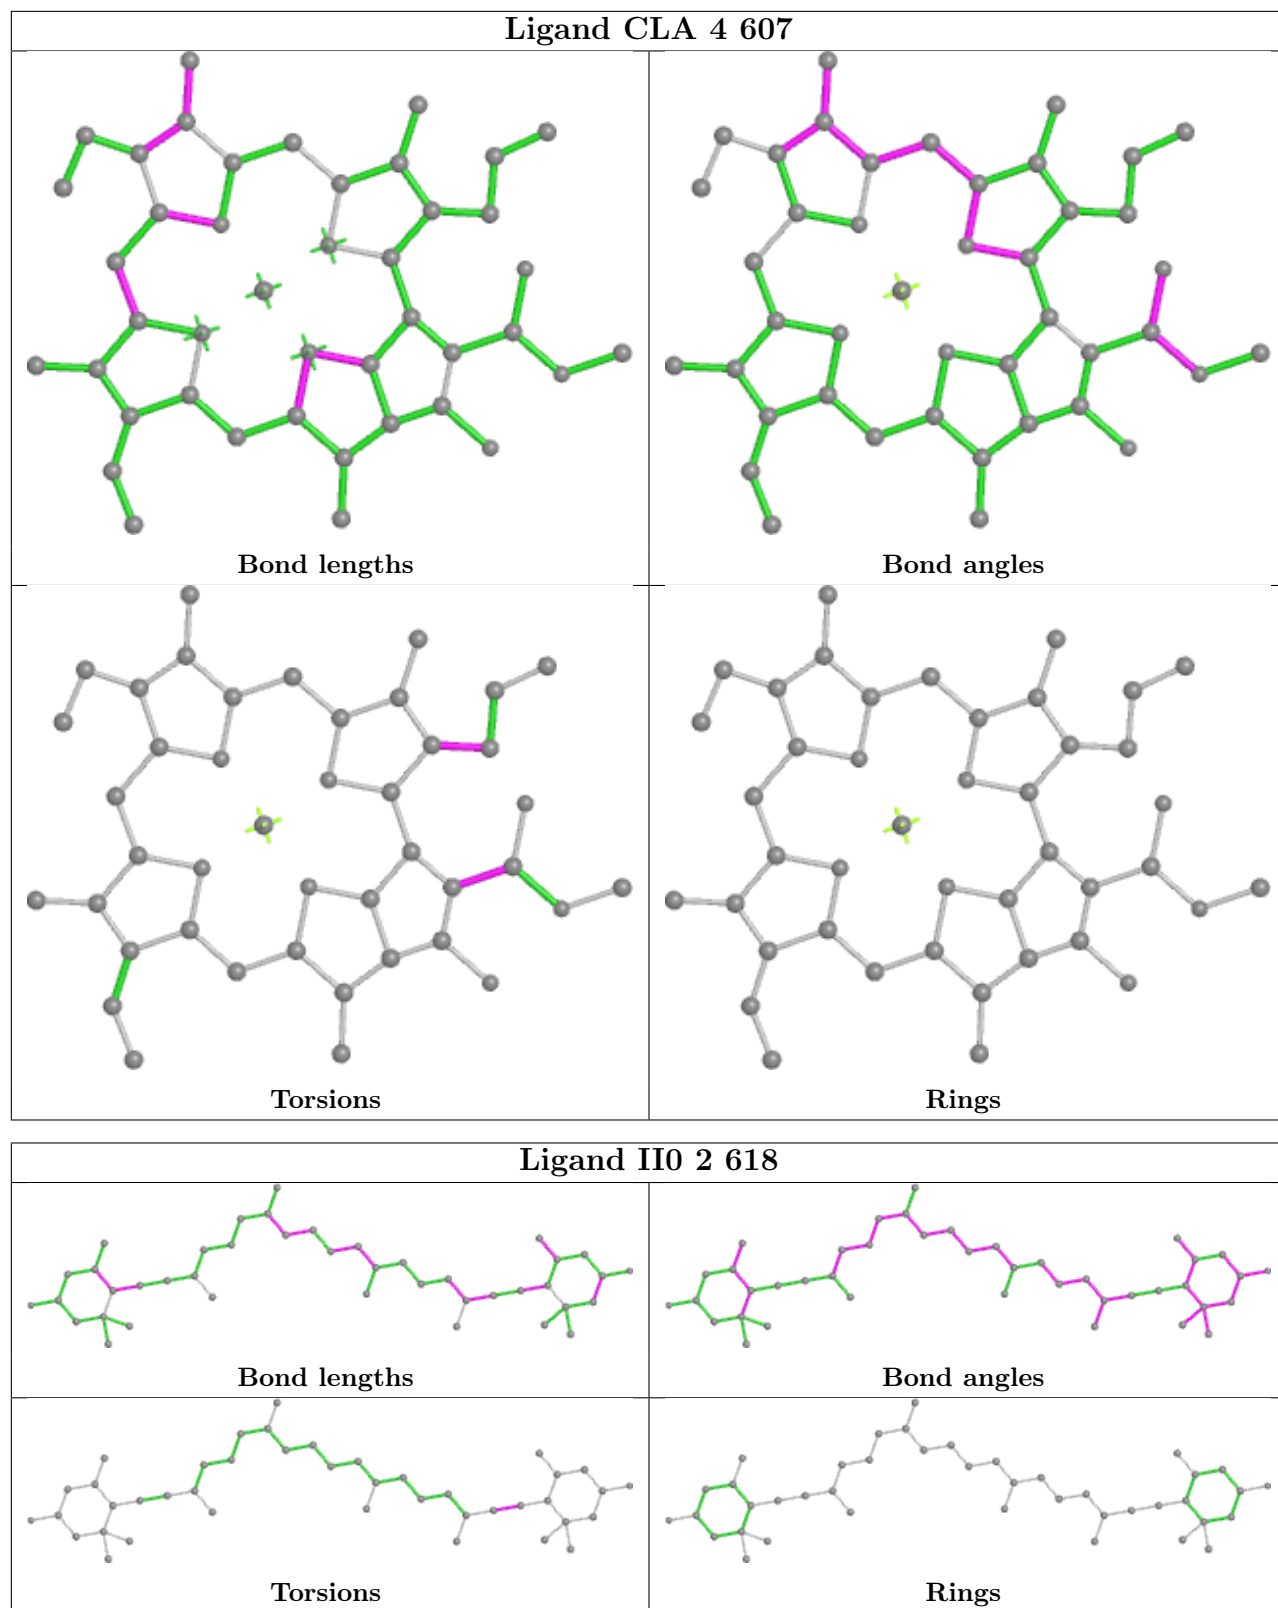 Ligand CLA 4 607
Bond lengths
Bond angles
Torsions
Rings
Ligand II0 2 618
Bond lengths
Bond angles
Torsions
Rings